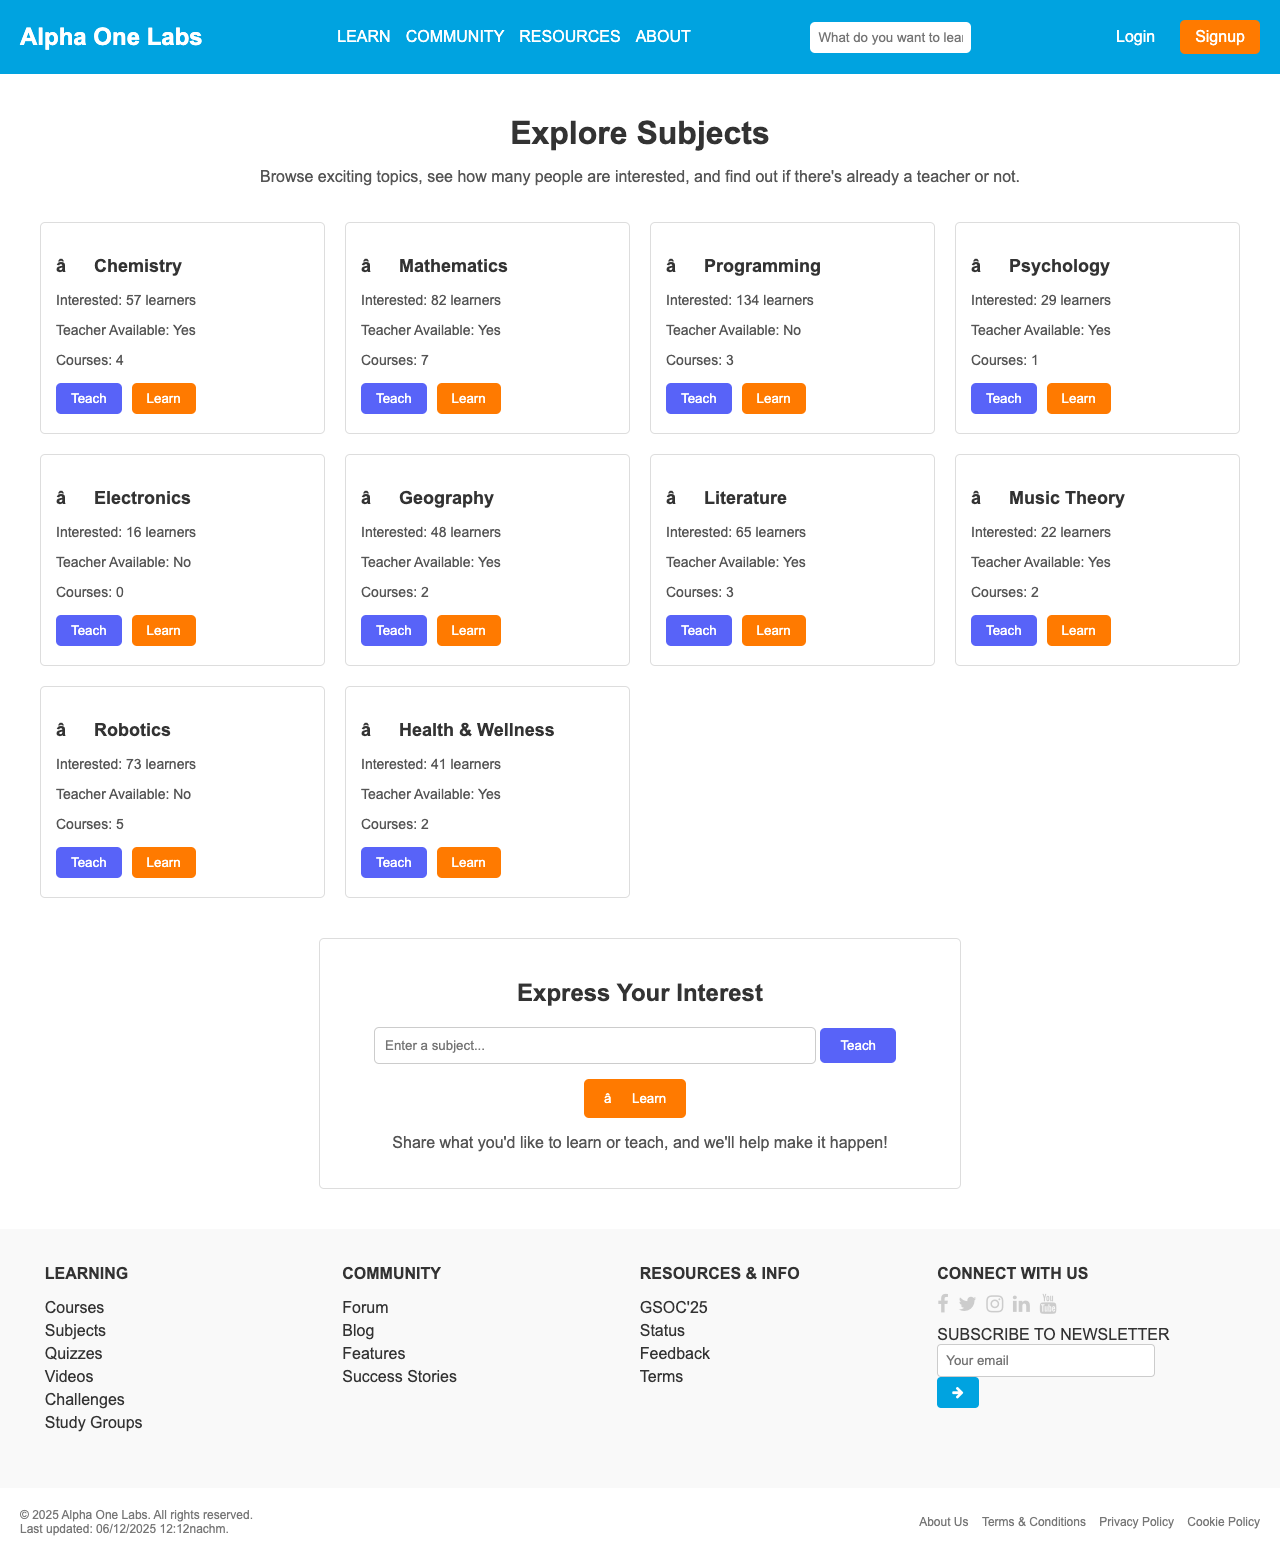 Alpha One Labs
LEARN COMMUNITY RESOURCES ABOUT
What do you want to lear
Login
Signup
Explore Subjects
Browse exciting topics, see how many people are interested, and find out if there's already a teacher or not.
â Chemistry
Interested: 57 learners
Teacher Available: Yes
Courses: 4
Teach Learn
â Mathematics
Interested: 82 learners
Teacher Available: Yes
Courses: 7
Teach Learn
â Programming
Interested: 134 learners
Teacher Available: No
Courses: 3
Teach Learn
â Psychology
Interested: 29 learners
Teacher Available: Yes
Courses: 1
Teach Learn
â Electronics
Interested: 16 learners
Teacher Available: No
Courses: 0
Teach Learn
â Geography
Interested: 48 learners
Teacher Available: Yes
Courses: 2
Teach Learn
â Literature
Interested: 65 learners
Teacher Available: Yes
Courses: 3
Teach Learn
â Music Theory
Interested: 22 learners
Teacher Available: Yes
Courses: 2
Teach Learn
â Robotics
Interested: 73 learners
Teacher Available: No
Courses: 5
Teach Learn
â Health & Wellness
Interested: 41 learners
Teacher Available: Yes
Courses: 2
Teach Learn
Express Your Interest
Enter a subject...
Teach
â Learn
Share what you'd like to learn or teach, and we'll help make it happen!
LEARNING
Courses
Subjects
Quizzes
Videos
Challenges
Study Groups
COMMUNITY
Forum
Blog
Features
Success Stories
RESOURCES & INFO
GSOC'25
Status
Feedback
Terms
CONNECT WITH US
SUBSCRIBE TO NEWSLETTER
Your email
© 2025 Alpha One Labs. All rights reserved.
Last updated: 06/12/2025 12:12nachm.
About Us Terms & Conditions Privacy Policy Cookie Policy